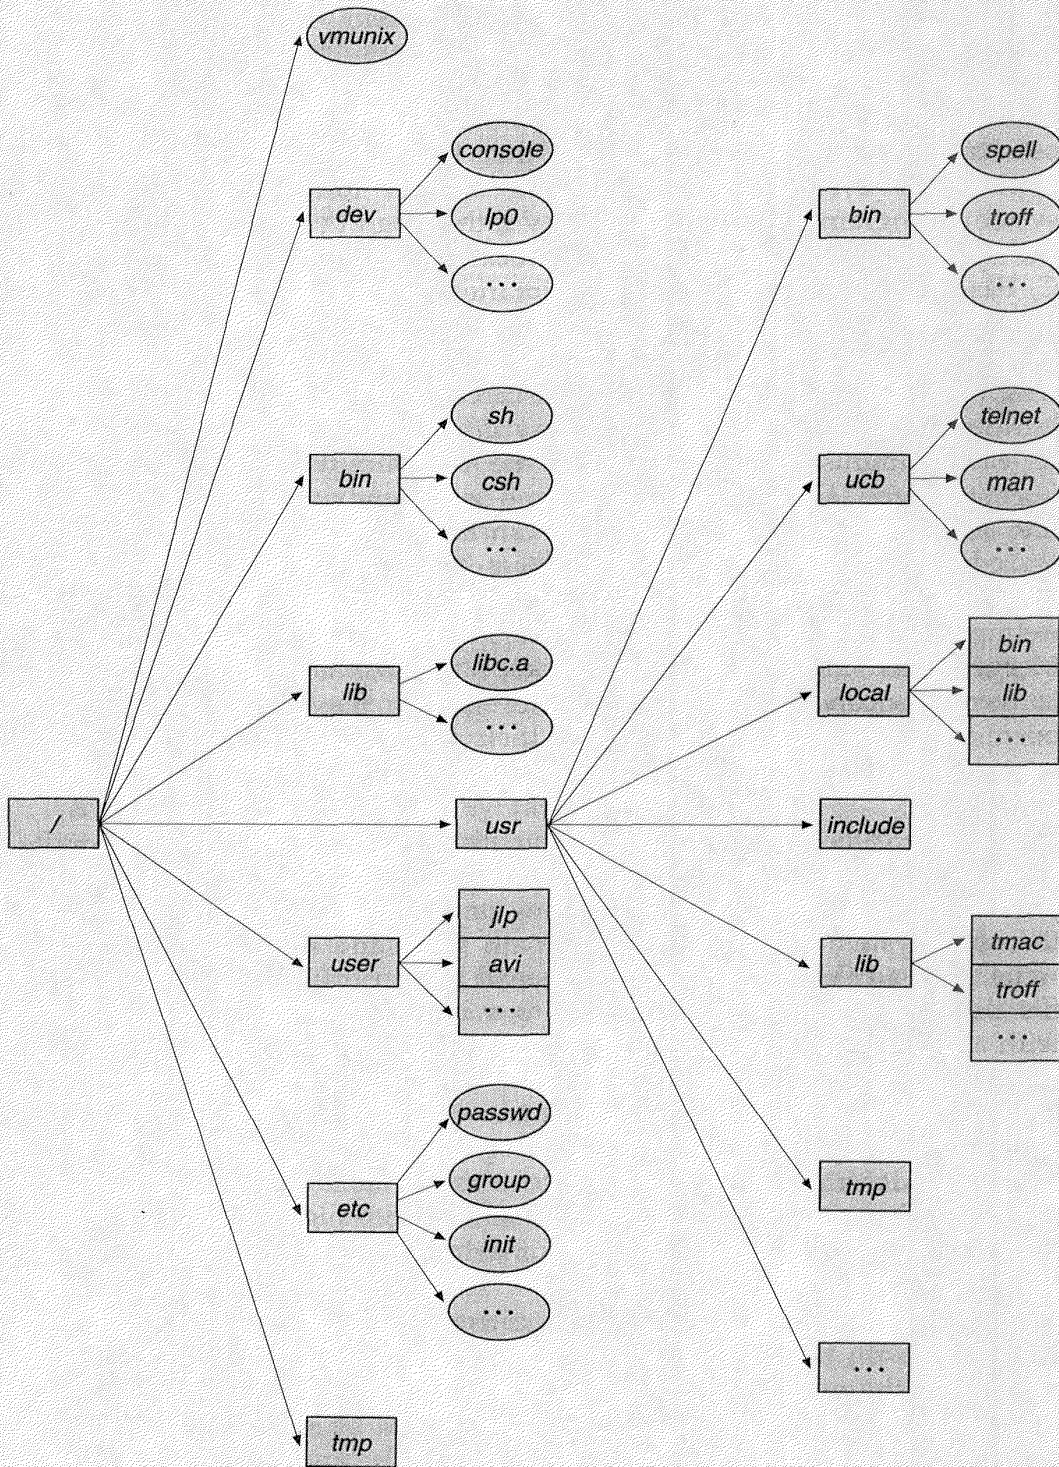 vmunix
console
dev
lp0
...
sh
bin
csh
...
libc.a
lib
...
/
usr
jlp
user
avi
...
passwd
group
etc
init
...
tmp
spell
bin
troff
...
telnet
ucb
man
...
bin
local
lib
...
include
tmac
lib
troff
...
tmp
...